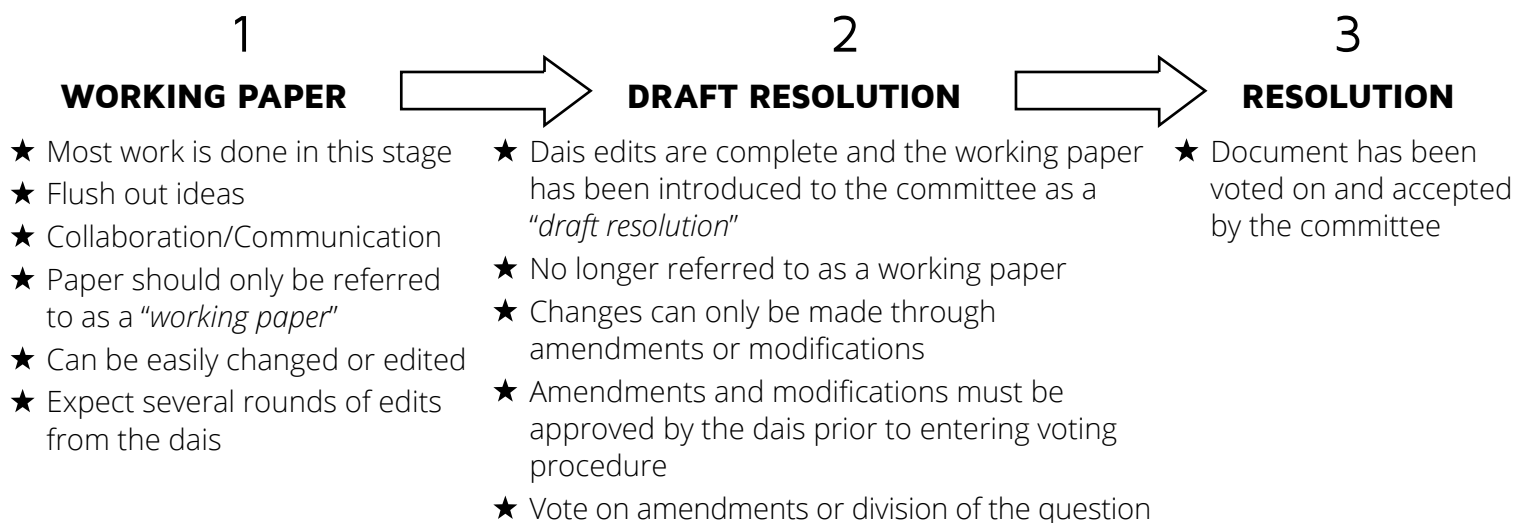 1
WORKING PAPER
★ Most work is done in this stage
★ Flush out ideas
★ Collaboration/Communication
★ Paper should only be referred
to as a “working paper”
★ Can be easily changed or edited
★ Expect several rounds of edits
from the dais
2
DRAFT RESOLUTION
★ Dais edits are complete and the working paper
has been introduced to the committee as a
“draft resolution”
★ No longer referred to as a working paper
★ Changes can only be made through
amendments or modifications
★ Amendments and modifications must be
approved by the dais prior to entering voting
procedure
★ Vote on amendments or division of the question
3
RESOLUTION
★ Document has been
voted on and accepted
by the committee